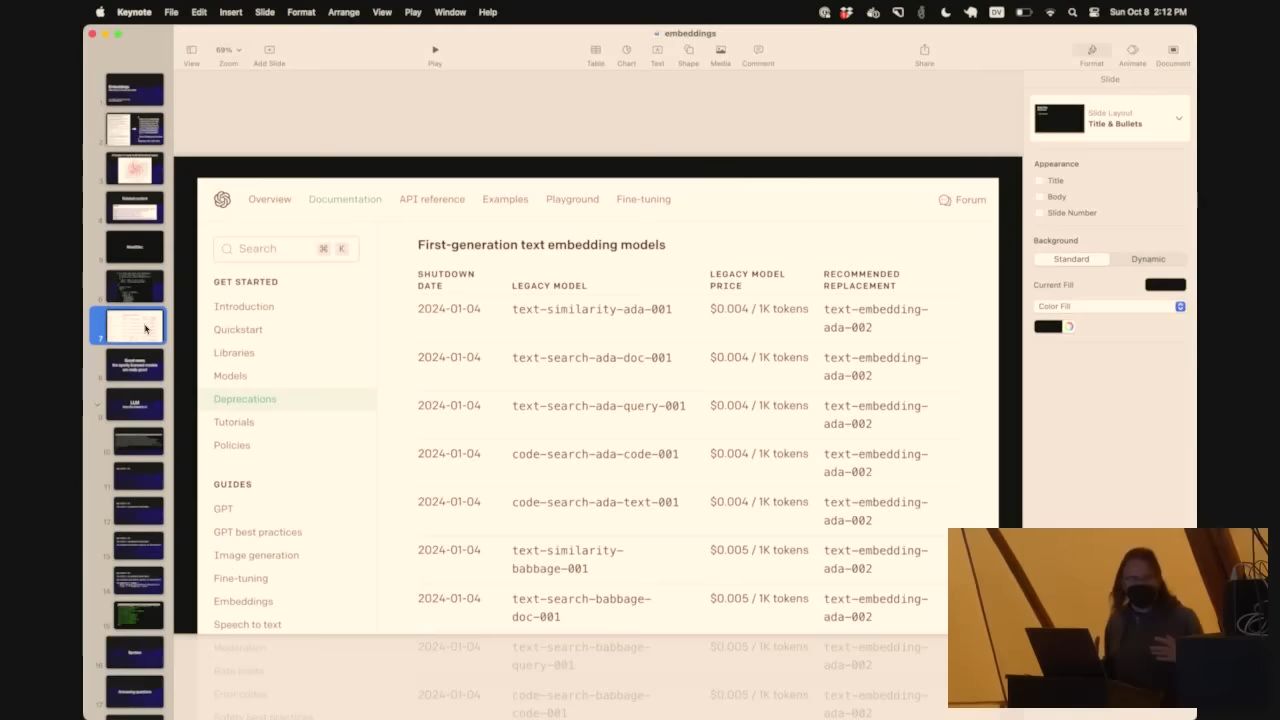 Keynote File Edit Insert Slide Format Arrange View Play Window Help
DV Sun Oct 8 2:12 PM
embeddings
69%
View Zoom Add Slide Play Table Chart Text Shape Media Comment Share Format Animate Document
Slide
Slide Layout
Title & Bullets
Appearance
Title
Body
Slide Number
Background
Standard Dynamic
Current Fill
Color Fill
Overview Documentation API reference Examples Playground Fine-tuning Forum
Search ⌘ K
GET STARTED
Introduction
Quickstart
Libraries
Models
Deprecations
Tutorials
Policies
GUIDES
GPT
GPT best practices
Image generation
Fine-tuning
Embeddings
Speech to text
Moderation
Rate limits
Error codes
Safety best practices
First-generation text embedding models
SHUTDOWN DATE LEGACY MODEL LEGACY MODEL PRICE RECOMMENDED REPLACEMENT
2024-01-04 text-similarity-ada-001 $0.004 / 1K tokens text-embedding-
ada-002
2024-01-04 text-search-ada-doc-001 $0.004 / 1K tokens text-embedding-
ada-002
2024-01-04 text-search-ada-query-001 $0.004 / 1K tokens text-embedding-
ada-002
2024-01-04 code-search-ada-code-001 $0.004 / 1K tokens text-embedding-
ada-002
2024-01-04 code-search-ada-text-001 $0.004 / 1K tokens text-embedding-
ada-002
2024-01-04 text-similarity- $0.005 / 1K tokens text-embedding-
babbage-001 ada-002
2024-01-04 text-search-babbage- $0.005 / 1K tokens text-embedding-
doc-001 ada-002
2024-01-04 text-search-babbage- $0.005 / 1K tokens text-embedding-
query-001 ada-002
2024-01-04 code-search-babbage- $0.005 / 1K tokens text-embedding-
code-001 ada-002